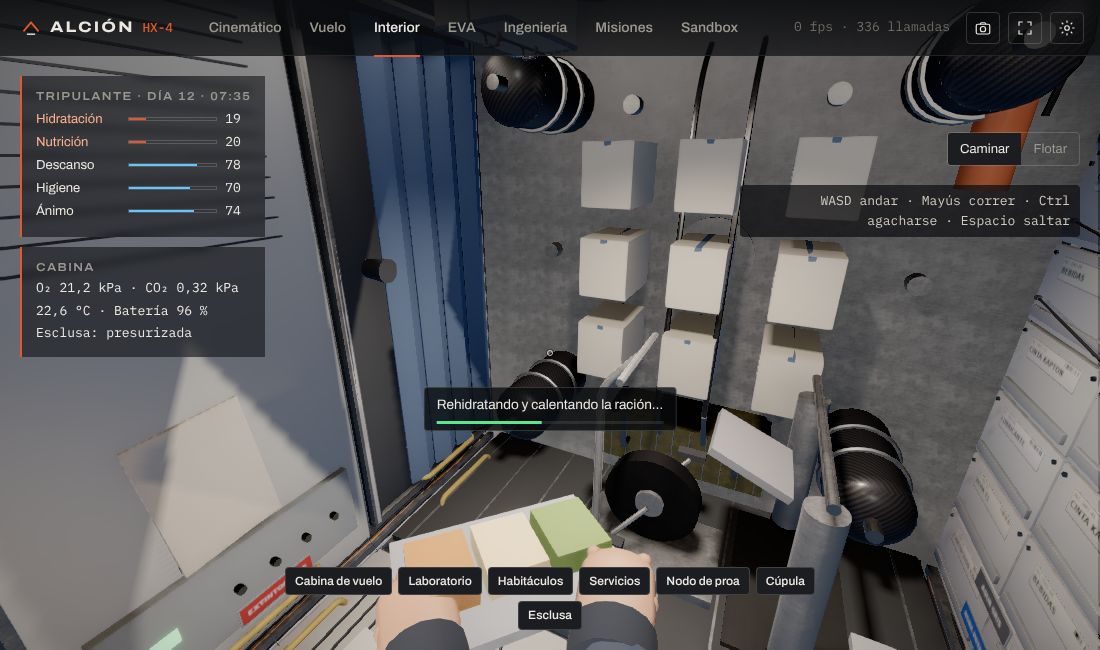 ALCIÓN HX-4
Cinemático Vuelo Interior EVA Ingeniería Misiones Sandbox
0 fps · 336 llamadas
TRIPULANTE · DÍA 12 · 07:35
Hidratación 19
Nutrición 20
Descanso 78
Higiene 70
Ánimo 74
CABINA
O₂ 21,2 kPa · CO₂ 0,32 kPa
22,6 °C · Batería 96 %
Esclusa: presurizada
Caminar Flotar
WASD andar · Mayús correr · Ctrl
agacharse · Espacio saltar
BEBIDAS
CINTA KAPTON
Rehidratando y calentando la ración...
Cabina de vuelo Laboratorio Habitáculos Servicios Nodo de proa Cúpula
Esclusa
BEBIDAS